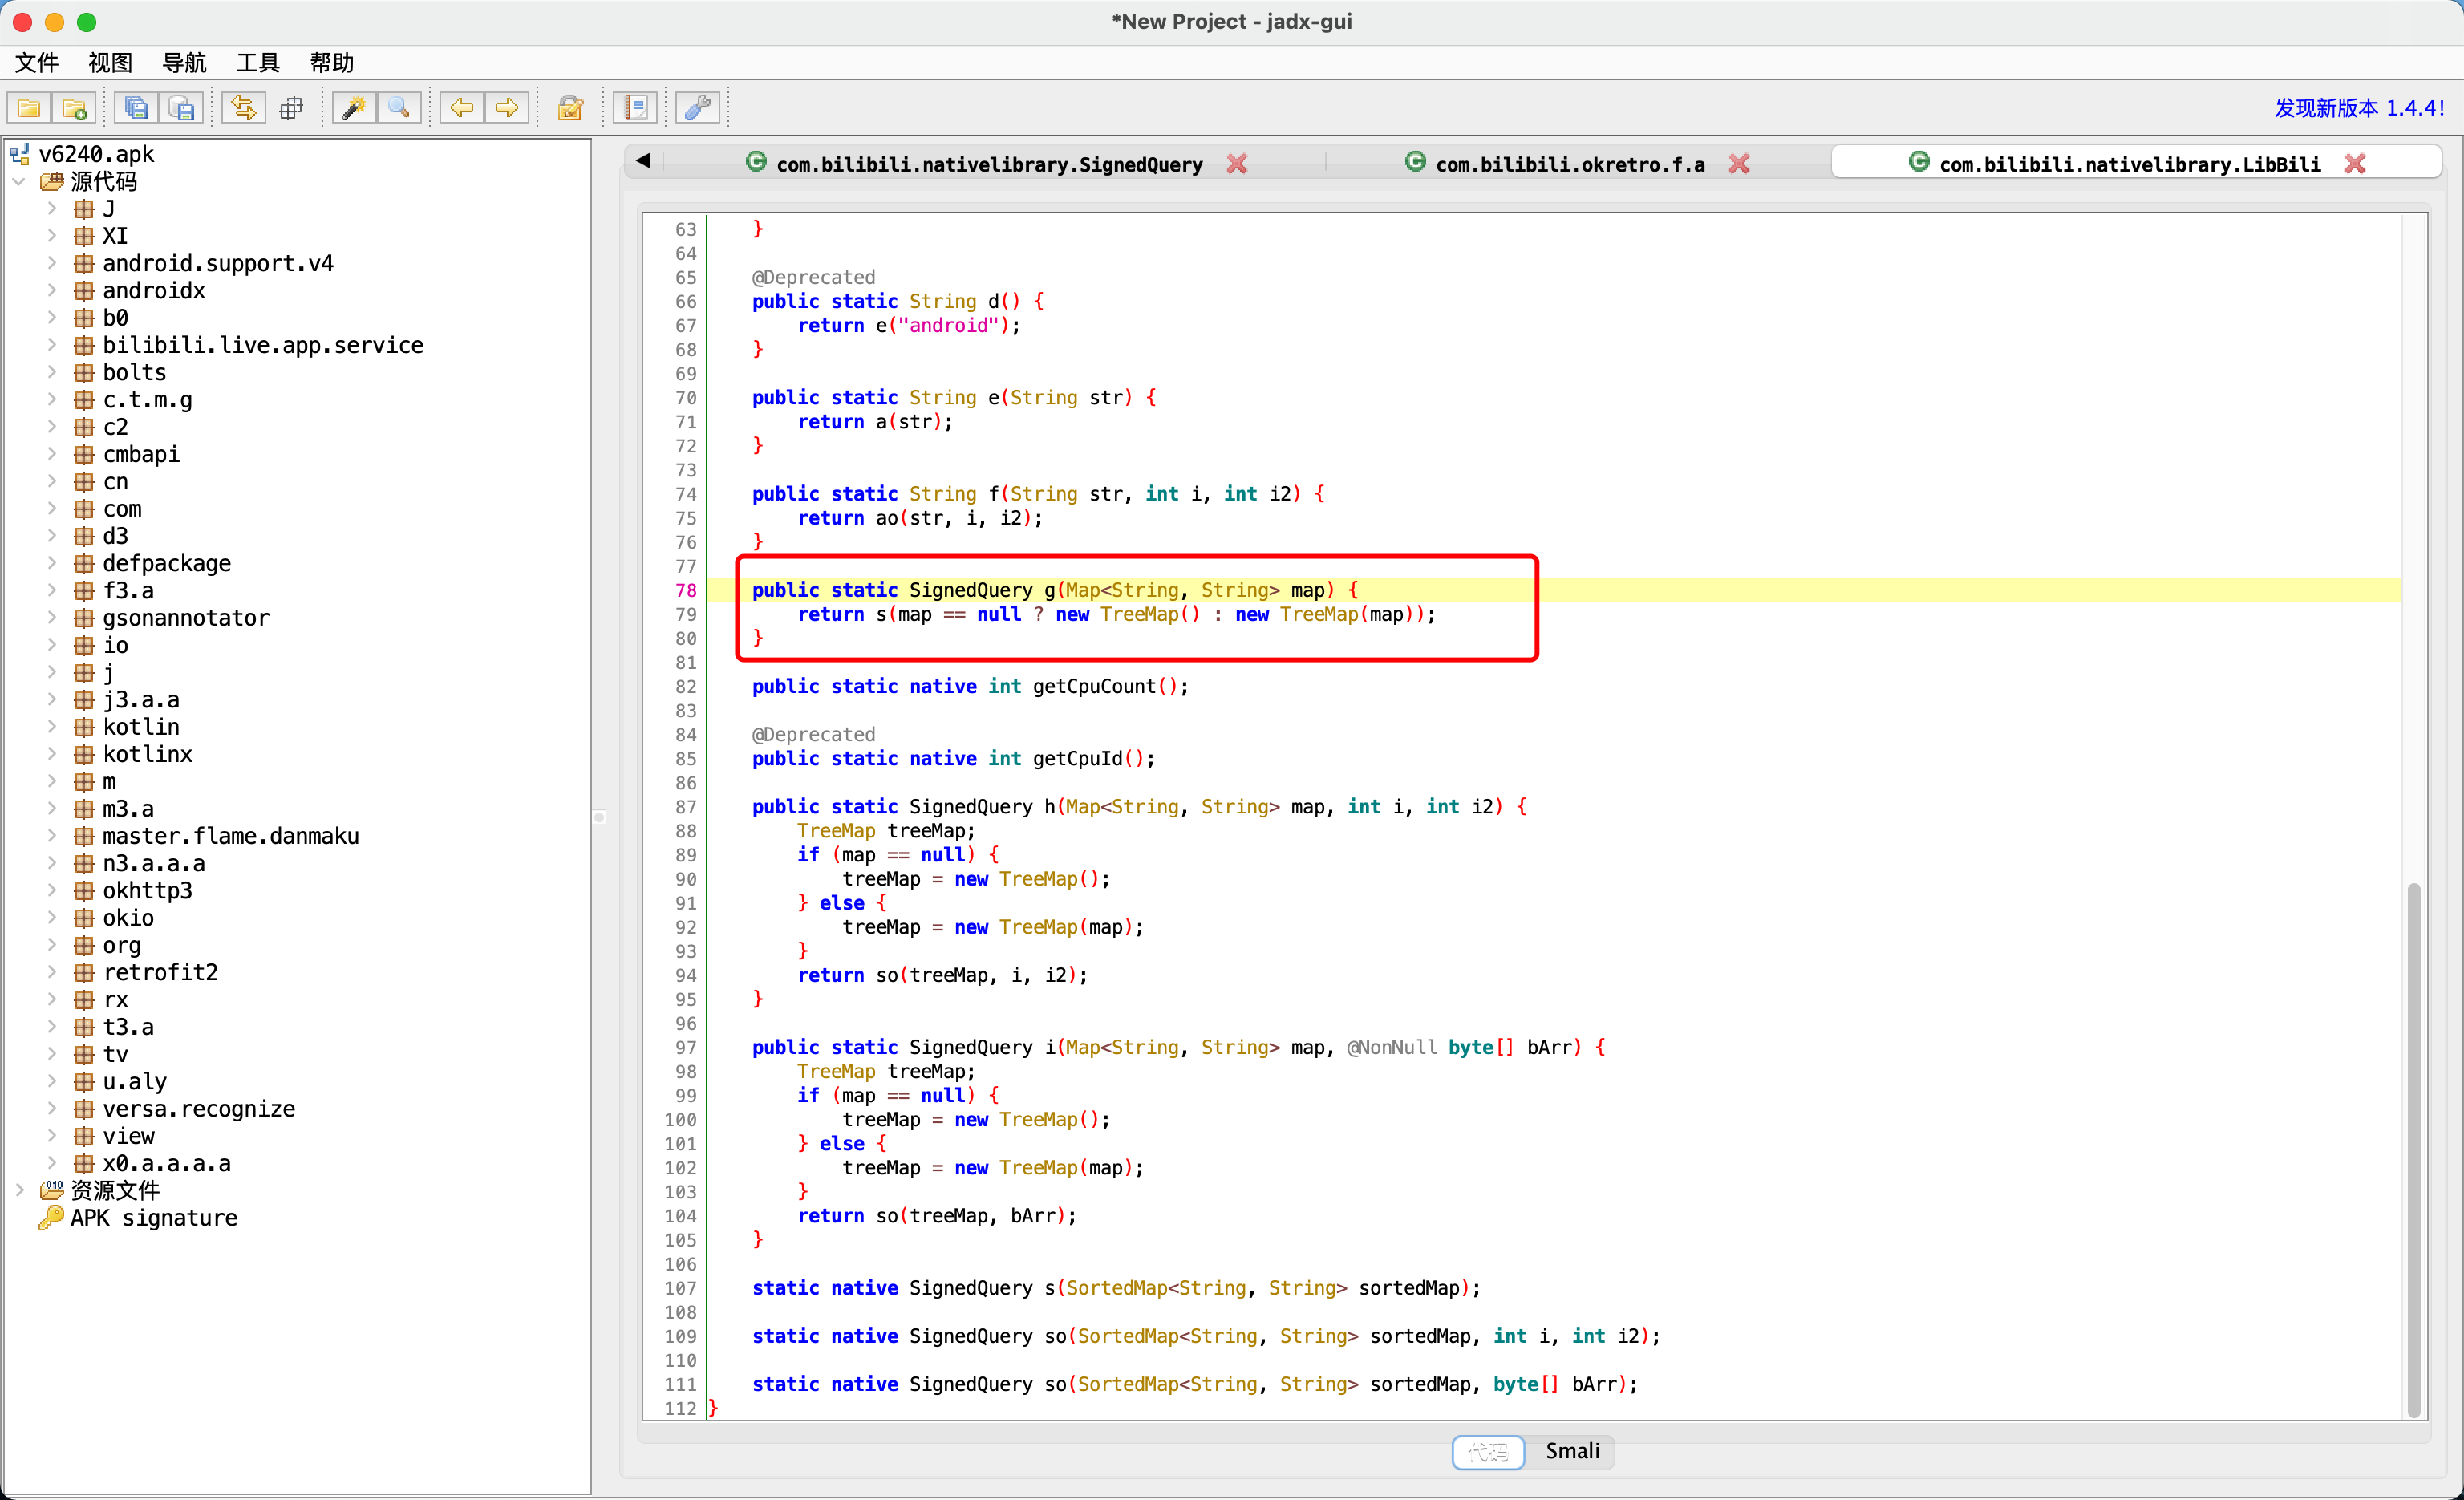 *New Project - jadx-gui
文件 视图 导航 工具 帮助
发现新版本 1.4.4!
v6240.apk
源代码
J
XI
android.support.v4
androidx
b0
bilibili.live.app.service
bolts
c.t.m.g
c2
cmbapi
cn
com
d3
defpackage
f3.a
gsonannotator
io
j
j3.a.a
kotlin
kotlinx
m
m3.a
master.flame.danmaku
n3.a.a.a
okhttp3
okio
org
retrofit2
rx
t3.a
tv
u.aly
versa.recognize
view
x0.a.a.a.a
资源文件
APK signature
com.bilibili.nativelibrary.SignedQuery com.bilibili.okretro.f.a com.bilibili.nativelibrary.LibBili
63 }
64
65 @Deprecated
66 public static String d() {
67 return e("android");
68 }
69
70 public static String e(String str) {
71 return a(str);
72 }
73
74 public static String f(String str, int i, int i2) {
75 return ao(str, i, i2);
76 }
77
78 public static SignedQuery g(Map<String, String> map) {
79 return s(map == null ? new TreeMap() : new TreeMap(map));
80 }
81
82 public static native int getCpuCount();
83
84 @Deprecated
85 public static native int getCpuId();
86
87 public static SignedQuery h(Map<String, String> map, int i, int i2) {
88 TreeMap treeMap;
89 if (map == null) {
90 treeMap = new TreeMap();
91 } else {
92 treeMap = new TreeMap(map);
93 }
94 return so(treeMap, i, i2);
95 }
96
97 public static SignedQuery i(Map<String, String> map, @NonNull byte[] bArr) {
98 TreeMap treeMap;
99 if (map == null) {
100 treeMap = new TreeMap();
101 } else {
102 treeMap = new TreeMap(map);
103 }
104 return so(treeMap, bArr);
105 }
106
107 static native SignedQuery s(SortedMap<String, String> sortedMap);
108
109 static native SignedQuery so(SortedMap<String, String> sortedMap, int i, int i2);
110
111 static native SignedQuery so(SortedMap<String, String> sortedMap, byte[] bArr);
112 }
代码 Smali